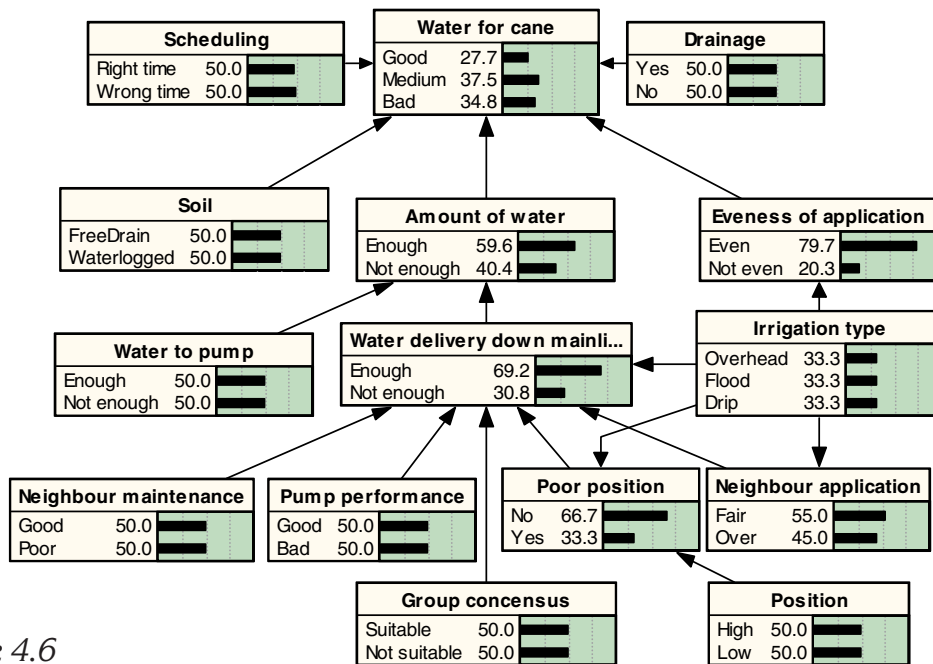 Scheduling
Right time 50.0
Wrong time 50.0
Water for cane
Good 27.7
Medium 37.5
Bad 34.8
Drainage
Yes 50.0
No 50.0
Soil
FreeDrain 50.0
Waterlogged 50.0
Amount of water
Enough 59.6
Not enough 40.4
Eveness of application
Even 79.7
Not even 20.3
Water to pump
Enough 50.0
Not enough 50.0
Water delivery down mainli...
Enough 69.2
Not enough 30.8
Irrigation type
Overhead 33.3
Flood 33.3
Drip 33.3
Neighbour maintenance
Good 50.0
Poor 50.0
Pump performance
Good 50.0
Bad 50.0
Poor position
No 66.7
Yes 33.3
Neighbour application
Fair 55.0
Over 45.0
Group concensus
Suitable 50.0
Not suitable 50.0
Position
High 50.0
Low 50.0
4.6